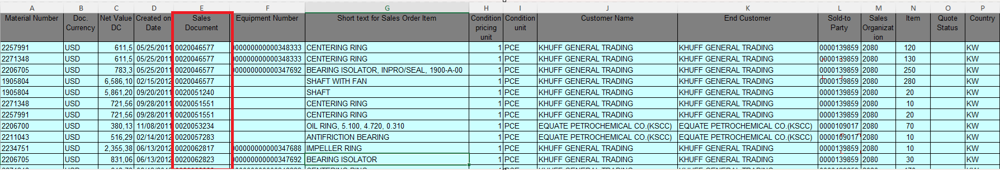 A B C D E F G H I J K L M N O P
Material Number Doc. Currency Net Value DC Created on Date Sales Document Equipment Number Short text for Sales Order Item Condition pricing unit Condition unit Customer Name End Customer Sold-to Party Sales Organizat ion Item Quote Status Country
2257991 USD 611,5 05/25/2011 0020046577 000000000000348333 CENTERING RING 1 PCE KHUFF GENERAL TRADING KHUFF GENERAL TRADING 0000139859 2080 120 KW
2271348 USD 611,5 05/25/2011 0020046577 000000000000348333 CENTERING RING 1 PCE KHUFF GENERAL TRADING KHUFF GENERAL TRADING 0000139859 2080 130 KW
2206705 USD 783,3 05/25/2011 0020046577 000000000000347692 BEARING ISOLATOR, INPRO/SEAL, 1900-A-00 1 PCE KHUFF GENERAL TRADING KHUFF GENERAL TRADING 0000139859 2080 250 KW
1905804 USD 6,586,10 02/15/2012 0020046577 SHAFT WITH FAN 1 PCE KHUFF GENERAL TRADING KHUFF GENERAL TRADING 0000139859 2080 280 KW
1905804 USD 5,861,20 09/20/2011 0020051240 SHAFT 1 PCE KHUFF GENERAL TRADING KHUFF GENERAL TRADING 0000139859 2080 20 KW
2271348 USD 721,56 09/28/2011 0020051551 CENTERING RING 1 PCE KHUFF GENERAL TRADING KHUFF GENERAL TRADING 0000139859 2080 10 KW
2257991 USD 721,56 09/28/2011 0020051551 CENTERING RING 1 PCE KHUFF GENERAL TRADING KHUFF GENERAL TRADING 0000139859 2080 20 KW
2206700 USD 380,13 11/08/2011 0020053234 OIL RING, 5.100, 4.720, 0.310 1 PCE EQUATE PETROCHEMICAL CO.(KSCC) EQUATE PETROCHEMICAL CO.(KSCC) 0000109017 2080 70 KW
2211043 USD 516,29 02/14/2012 0020057283 ANTIFRICTION BEARING 1 PCE EQUATE PETROCHEMICAL CO.(KSCC) EQUATE PETROCHEMICAL CO.(KSCC) 0000109017 2080 10 KW
2234751 USD 2,355,38 06/13/2012 0020062817 000000000000347688 IMPELLER RING 1 PCE KHUFF GENERAL TRADING KHUFF GENERAL TRADING 0000139859 2080 10 KW
2206705 USD 831,06 06/13/2012 0020062823 000000000000347692 BEARING ISOLATOR 1 PCE KHUFF GENERAL TRADING KHUFF GENERAL TRADING 0000139859 2080 30 KW